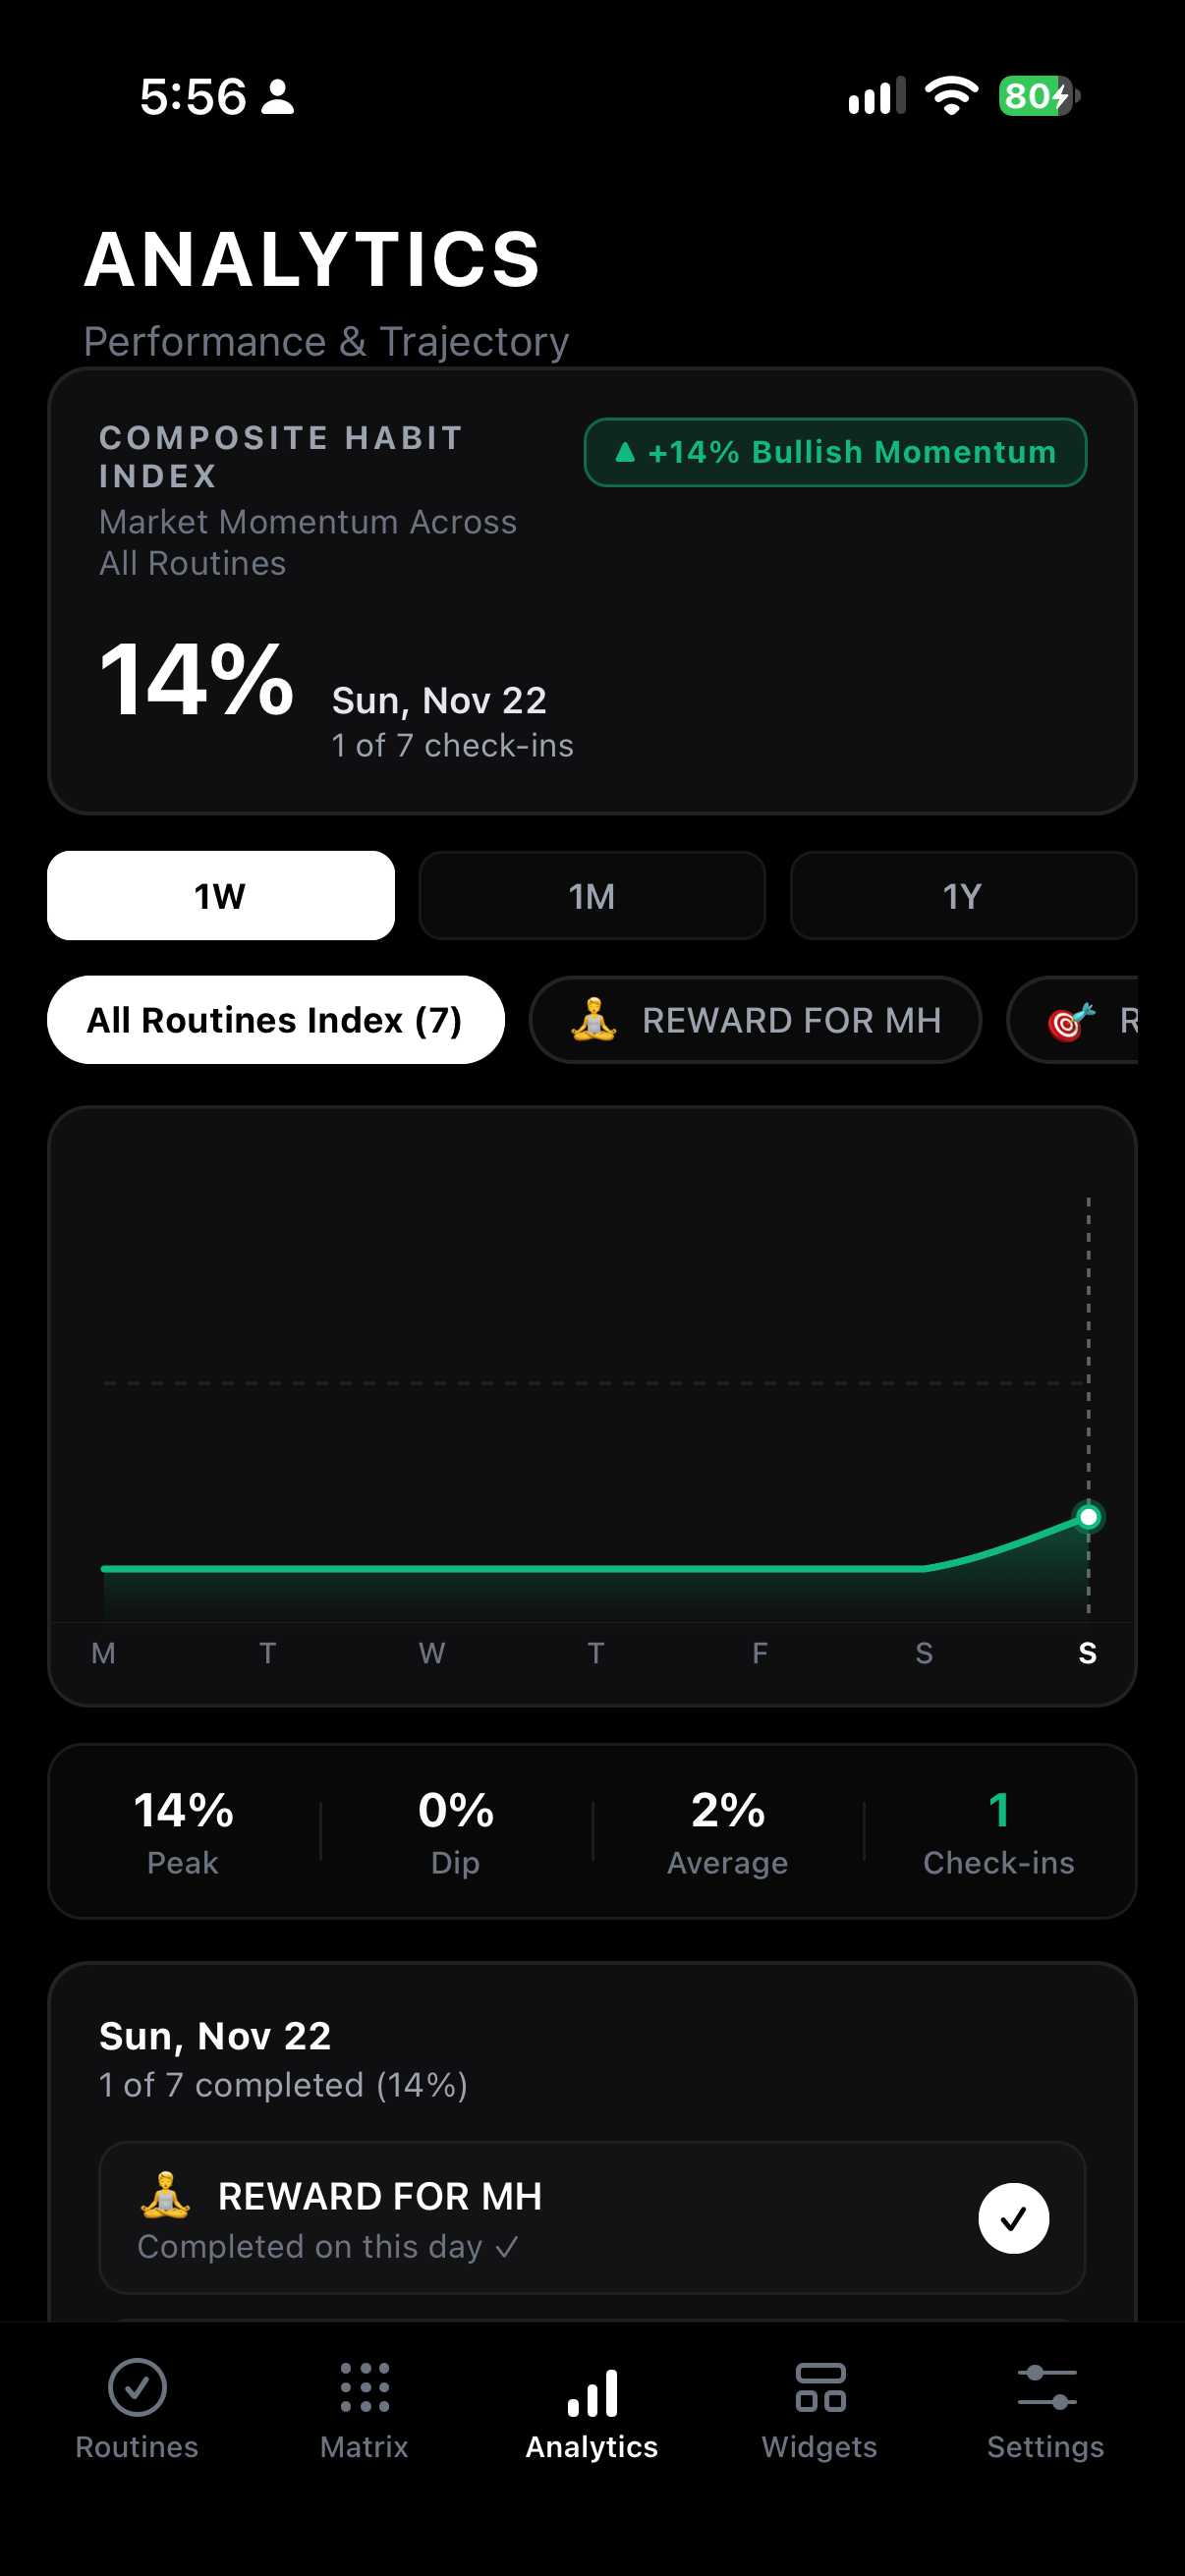 5:56
80
ANALYTICS
Performance & Trajectory
COMPOSITE HABIT
INDEX
▲ +14% Bullish Momentum
Market Momentum Across
All Routines
14%
Sun, Nov 22
1 of 7 check-ins
1W
1M
1Y
All Routines Index (7)
REWARD FOR MH
R
M
T
W
T
F
S
S
14%
0%
2%
1
Peak
Dip
Average
Check-ins
Sun, Nov 22
1 of 7 completed (14%)
REWARD FOR MH
Completed on this day ✓
Routines
Matrix
Analytics
Widgets
Settings